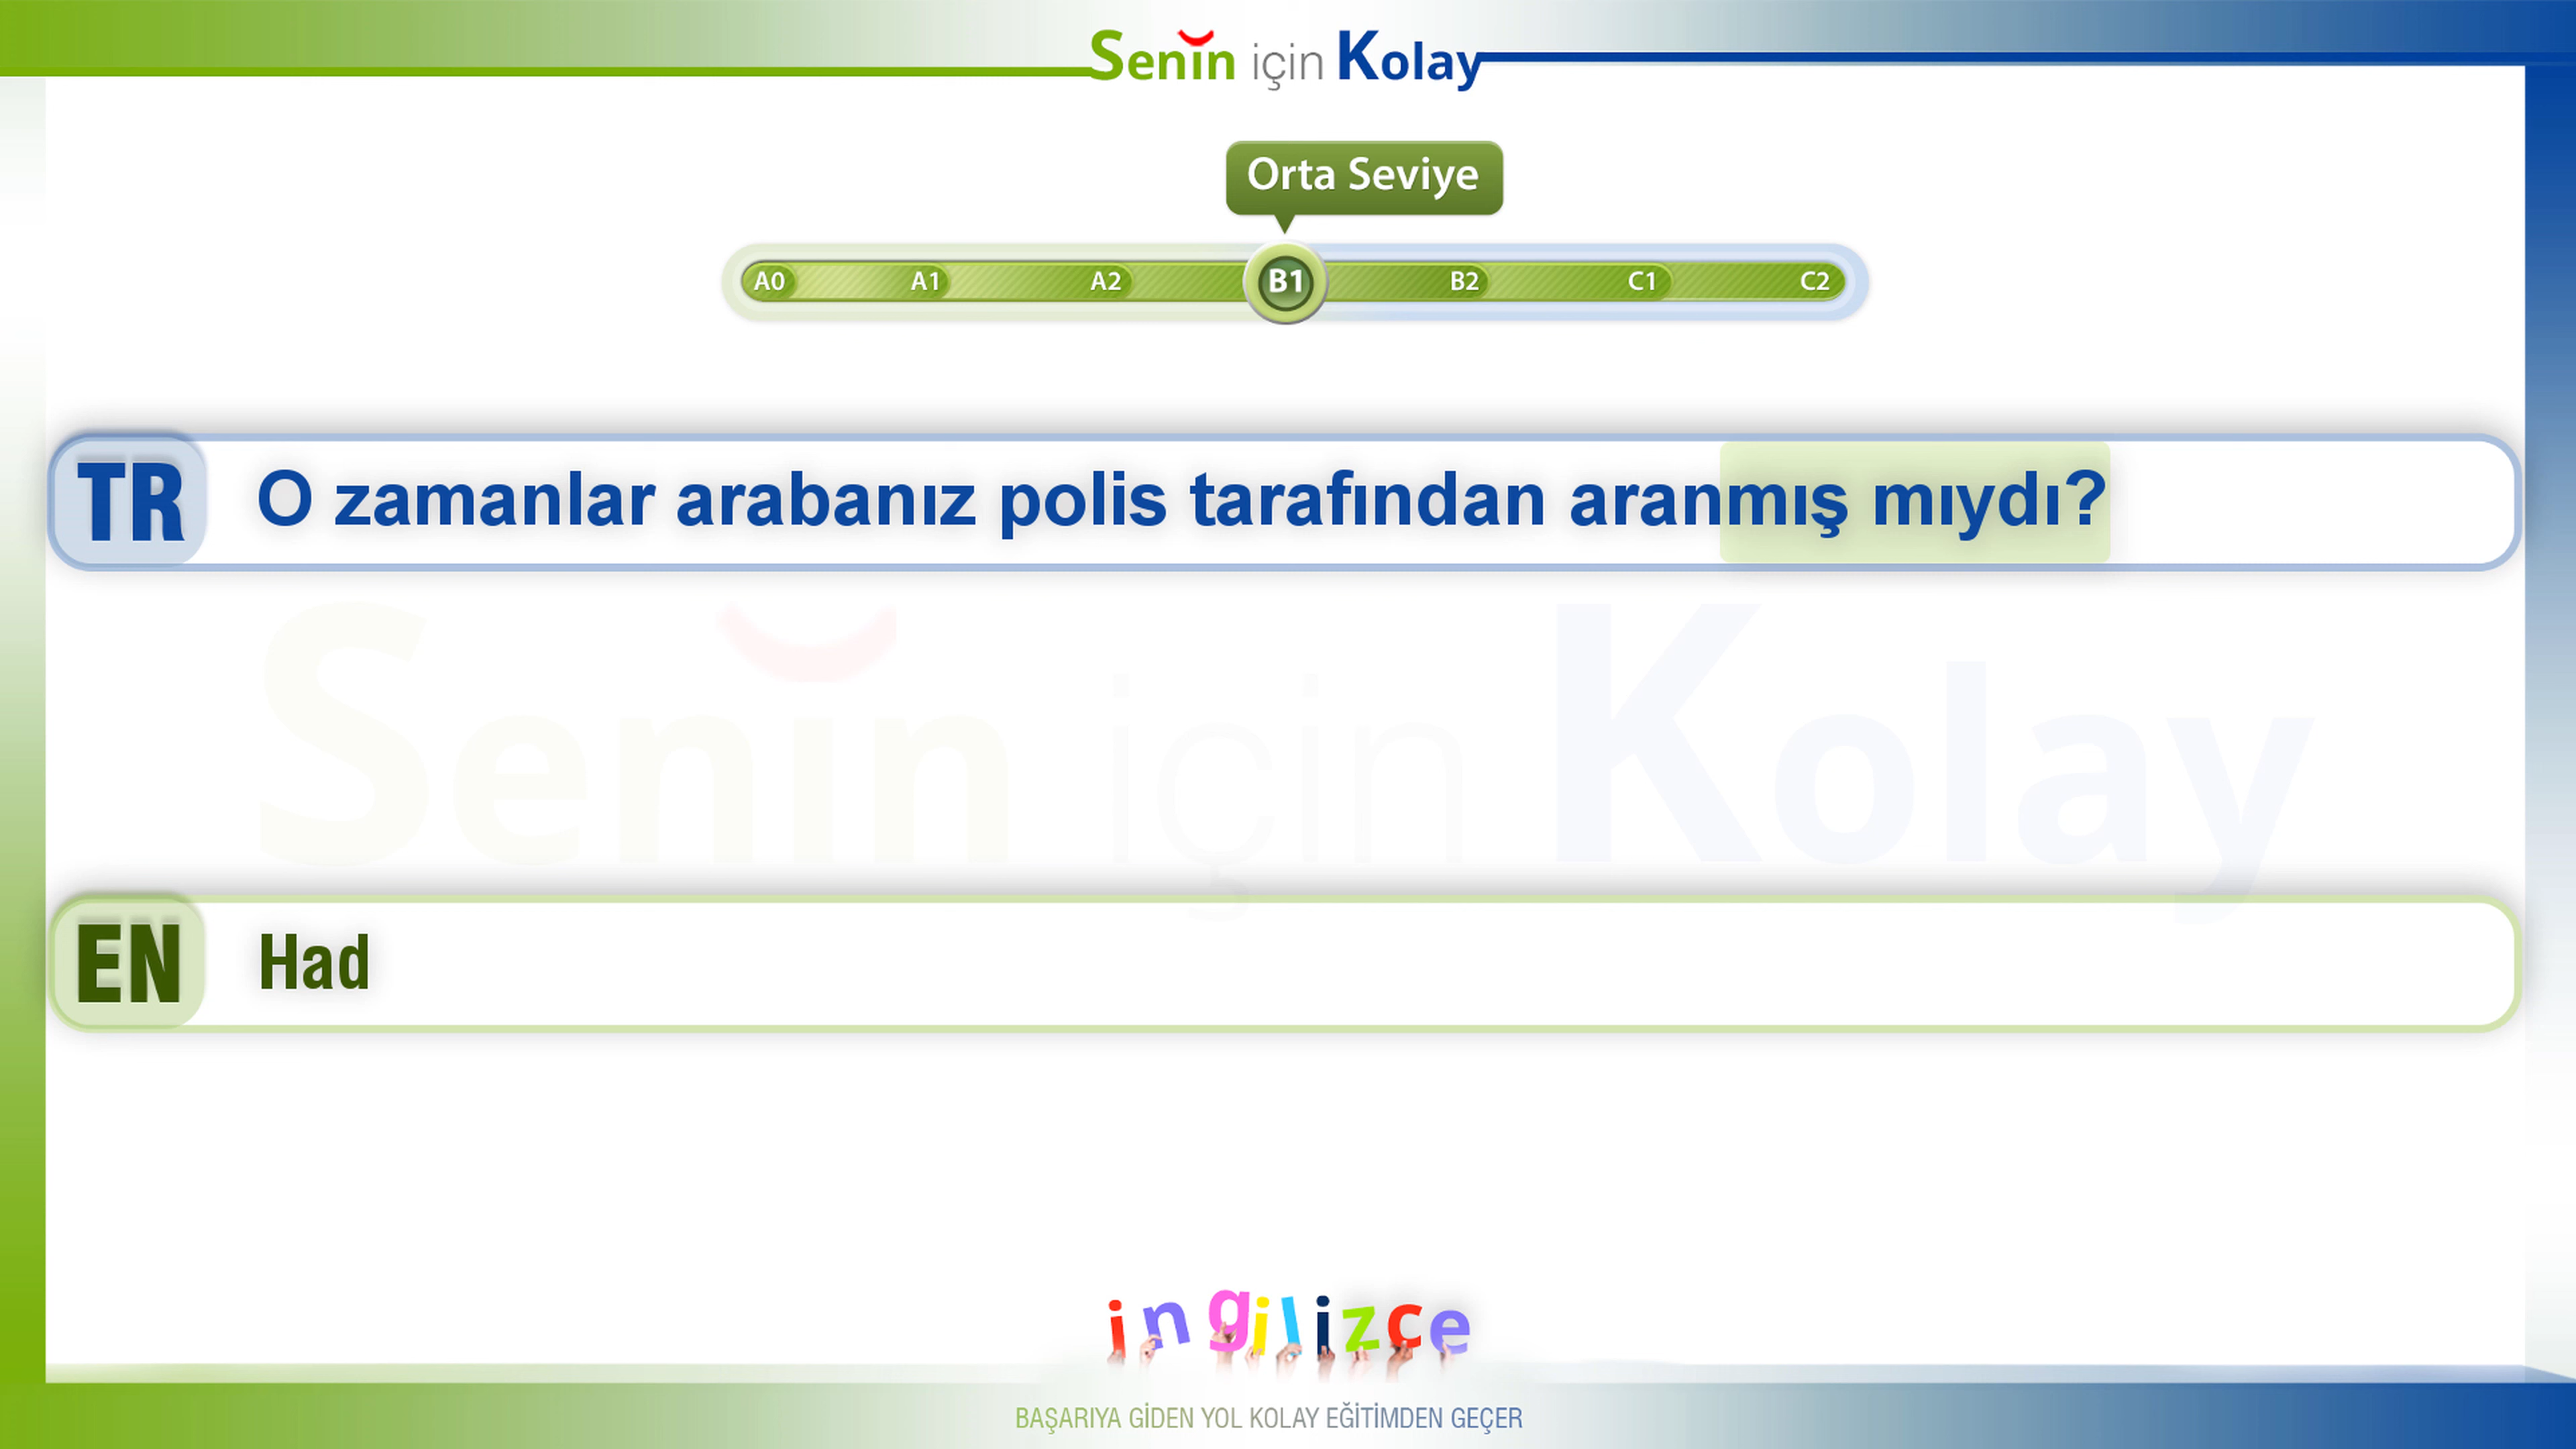 Senin için Kolay
Orta Seviye
A0 A1 A2 B1 B2 C1 C2
TR O zamanlar arabanız polis tarafından aranmış mıydı?
Senin için Kolay
EN Had
ingilizce
BAŞARIYA GİDEN YOL KOLAY EĞİTİMDEN GEÇER